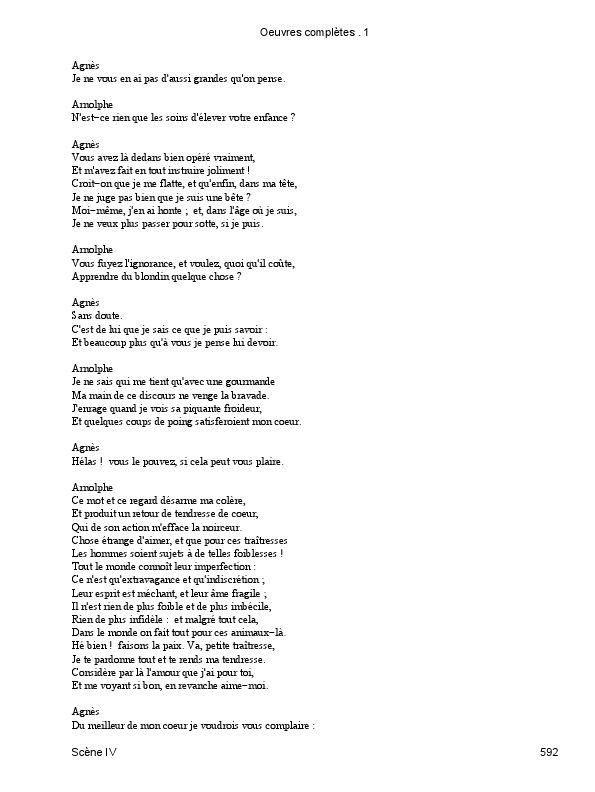 Oeuvres complètes . 1
Agnès
Je ne vous en ai pas d'aussi grandes qu'on pense.
Arnolphe
N'est−ce rien que les soins d'élever votre enfance ?
Agnès
Vous avez là dedans bien opéré vraiment,
Et m'avez fait en tout instruire joliment !
Croit−on que je me flatte, et qu'enfin, dans ma tête,
Je ne juge pas bien que je suis une bête ?
Moi−même, j'en ai honte ; et, dans l'âge où je suis,
Je ne veux plus passer pour sotte, si je puis.
Arnolphe
Vous fuyez l'ignorance, et voulez, quoi qu'il coûte,
Apprendre du blondin quelque chose ?
Agnès
Sans doute.
C'est de lui que je sais ce que je puis savoir :
Et beaucoup plus qu'à vous je pense lui devoir.
Arnolphe
Je ne sais qui me tient qu'avec une gourmande
Ma main de ce discours ne venge la bravade.
J'enrage quand je vois sa piquante froideur,
Et quelques coups de poing satisferoient mon coeur.
Agnès
Hélas ! vous le pouvez, si cela peut vous plaire.
Arnolphe
Ce mot et ce regard désarme ma colère,
Et produit un retour de tendresse de coeur,
Qui de son action m'efface la noirceur.
Chose étrange d'aimer, et que pour ces traîtresses
Les hommes soient sujets à de telles foiblesses !
Tout le monde connoît leur imperfection :
Ce n'est qu'extravagance et qu'indiscrétion ;
Leur esprit est méchant, et leur âme fragile ;
Il n'est rien de plus foible et de plus imbécile,
Rien de plus infidèle : et malgré tout cela,
Dans le monde on fait tout pour ces animaux−là.
Hé bien ! faisons la paix. Va, petite traîtresse,
Je te pardonne tout et te rends ma tendresse.
Considère par là l'amour que j'ai pour toi,
Et me voyant si bon, en revanche aime−moi.
Agnès
Du meilleur de mon coeur je voudrois vous complaire :
Scène IV 592